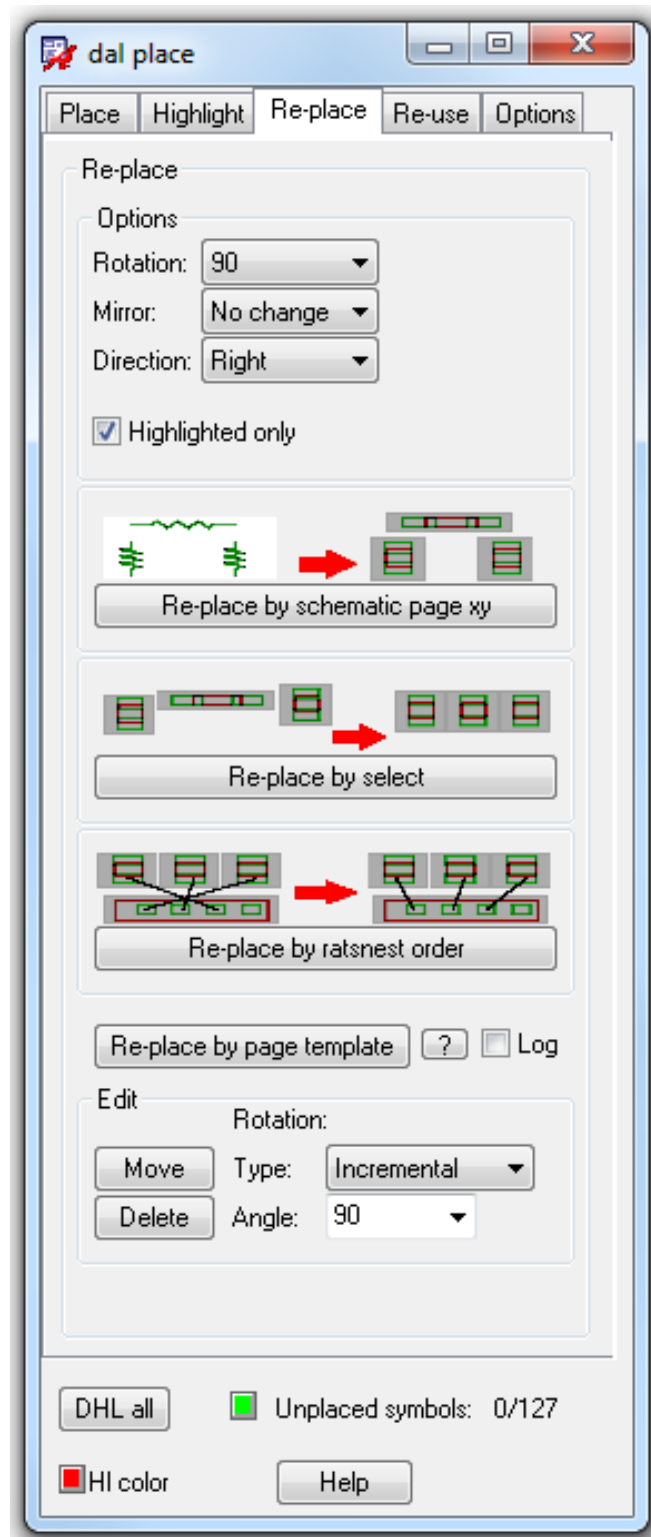 dal place
Place Highlight Re-place Re-use Options
Re-place
Options
Rotation: 90
Mirror: No change
Direction: Right
Highlighted only
Re-place by schematic page xy
Re-place by select
Re-place by ratsnest order
Re-place by page template ? Log
Edit
Rotation:
Move Type: Incremental
Delete Angle: 90
DHL all Unplaced symbols: 0/127
HI color Help